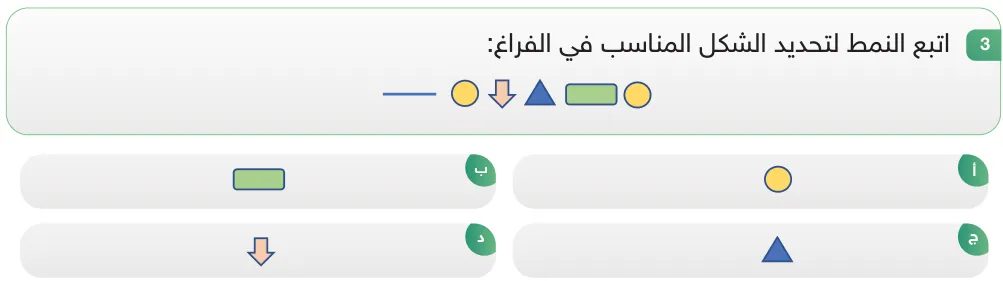 3
اتبع النمط لتحديد الشكل المناسب في الفراغ:
أ
ب
ج
د